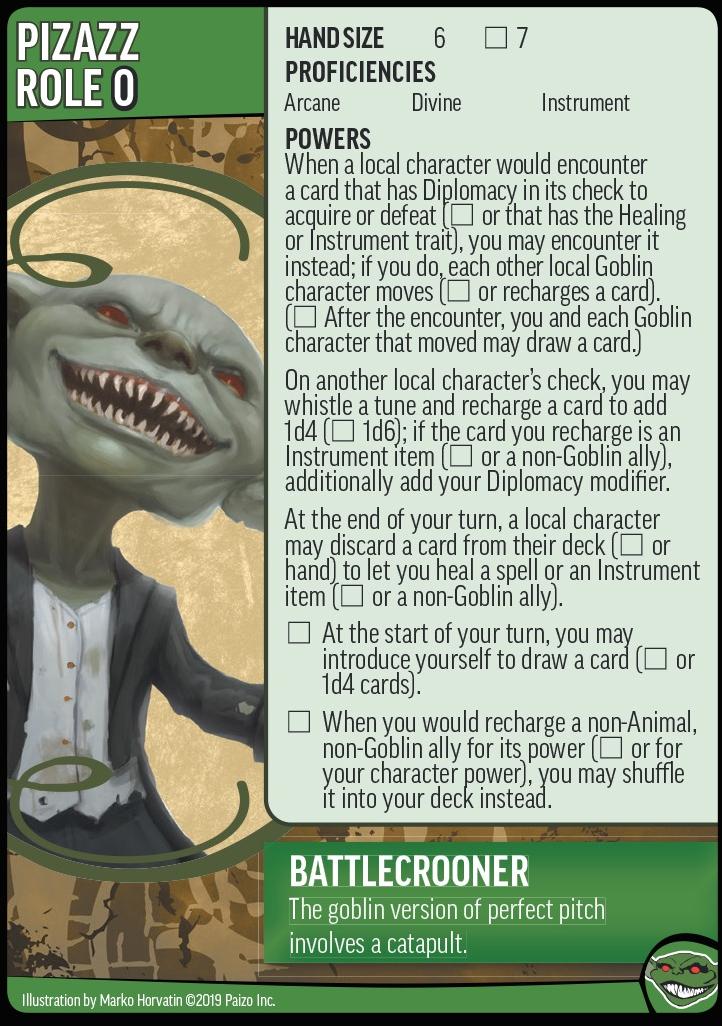 PIZAZZ
ROLE O
HAND SIZE 6 ☐ 7
PROFICIENCIES
Arcane Divine Instrument
POWERS
When a local character would encounter
a card that has Diplomacy in its check to
acquire or defeat (☐ or that has the Healing
or Instrument trait), you may encounter it
instead; if you do, each other local Goblin
character moves (☐ or recharges a card).
(☐ After the encounter, you and each Goblin
character that moved may draw a card.)
On another local character’s check, you may
whistle a tune and recharge a card to add
1d4 (☐ 1d6); if the card you recharge is an
Instrument item (☐ or a non-Goblin ally),
additionally add your Diplomacy modifier.
At the end of your turn, a local character
may discard a card from their deck (☐ or
hand) to let you heal a spell or an Instrument
item (☐ or a non-Goblin ally).
☐ At the start of your turn, you may
introduce yourself to draw a card (☐ or
1d4 cards).
☐ When you would recharge a non-Animal,
non-Goblin ally for its power (☐ or for
your character power), you may shuffle
it into your deck instead.
BATTLECROONER
The goblin version of perfect pitch
involves a catapult.
Illustration by Marko Horvatin ©2019 Paizo Inc.